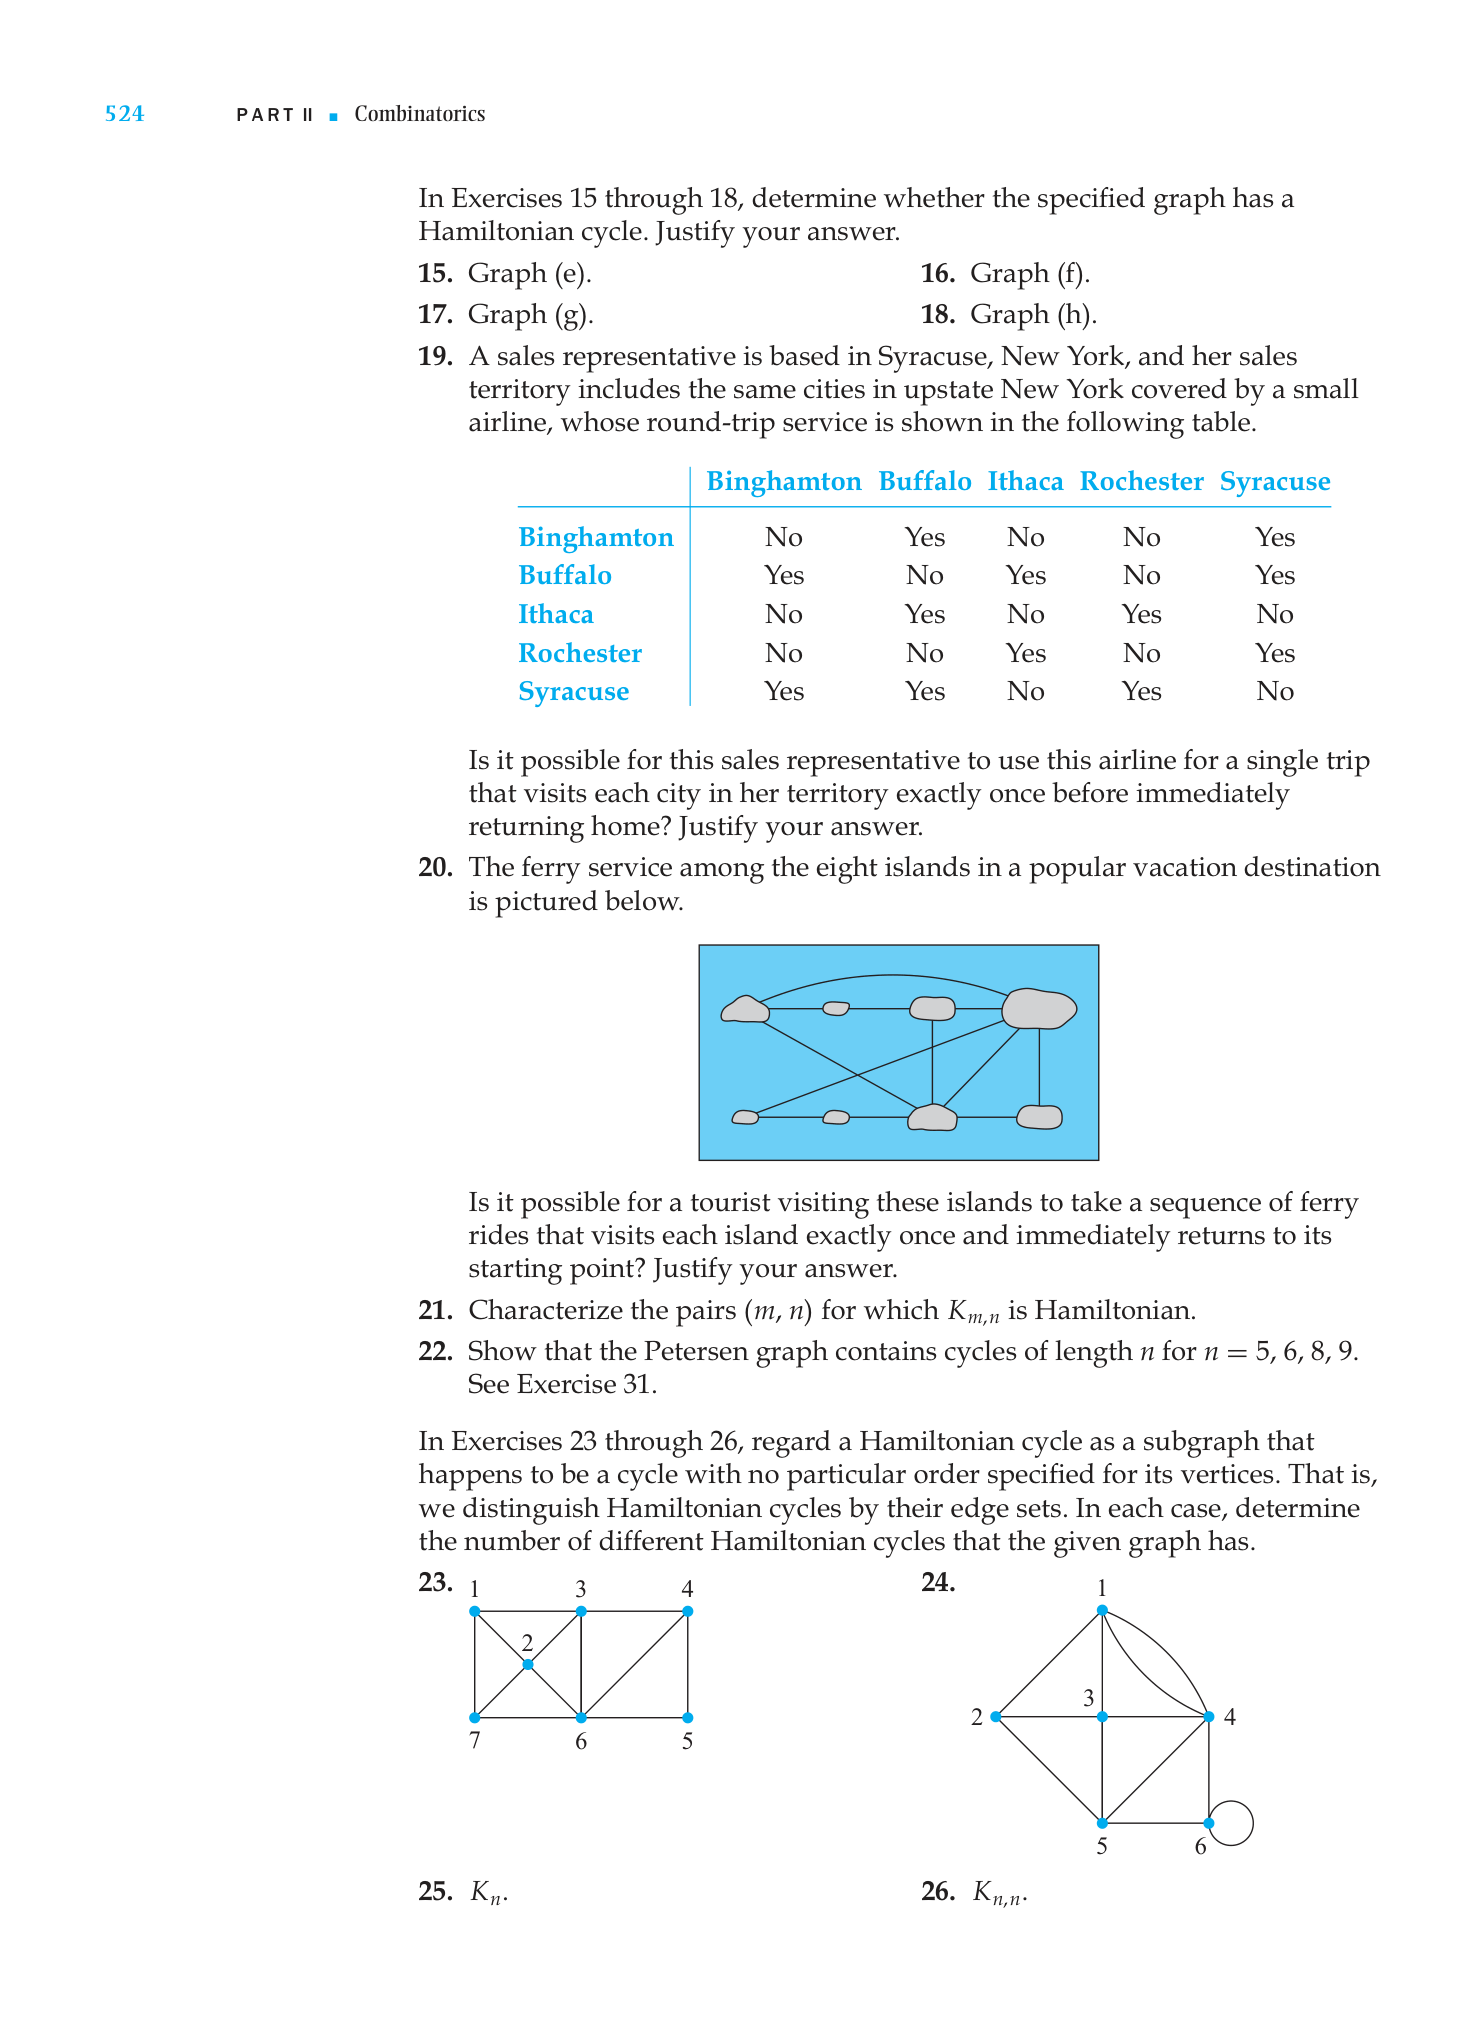 524 PART II ■ Combinatorics
In Exercises 15 through 18, determine whether the specified graph has a
Hamiltonian cycle. Justify your answer.
15. Graph (e). 16. Graph (f).
17. Graph (g). 18. Graph (h).
19. A sales representative is based in Syracuse, New York, and her sales
territory includes the same cities in upstate New York covered by a small
airline, whose round-trip service is shown in the following table.
Binghamton Buffalo Ithaca Rochester Syracuse
Binghamton No Yes No No Yes
Buffalo Yes No Yes No Yes
Ithaca No Yes No Yes No
Rochester No No Yes No Yes
Syracuse Yes Yes No Yes No
Is it possible for this sales representative to use this airline for a single trip
that visits each city in her territory exactly once before immediately
returning home? Justify your answer.
20. The ferry service among the eight islands in a popular vacation destination
is pictured below.
Is it possible for a tourist visiting these islands to take a sequence of ferry
rides that visits each island exactly once and immediately returns to its
starting point? Justify your answer.
21. Characterize the pairs (m, n) for which Km,n is Hamiltonian.
22. Show that the Petersen graph contains cycles of length n for n = 5, 6, 8, 9.
See Exercise 31.
In Exercises 23 through 26, regard a Hamiltonian cycle as a subgraph that
happens to be a cycle with no particular order specified for its vertices. That is,
we distinguish Hamiltonian cycles by their edge sets. In each case, determine
the number of different Hamiltonian cycles that the given graph has.
23. 1 3 4
2
7 6 5
24. 1
3
2 4
5 6
25. Kn. 26. Kn,n.